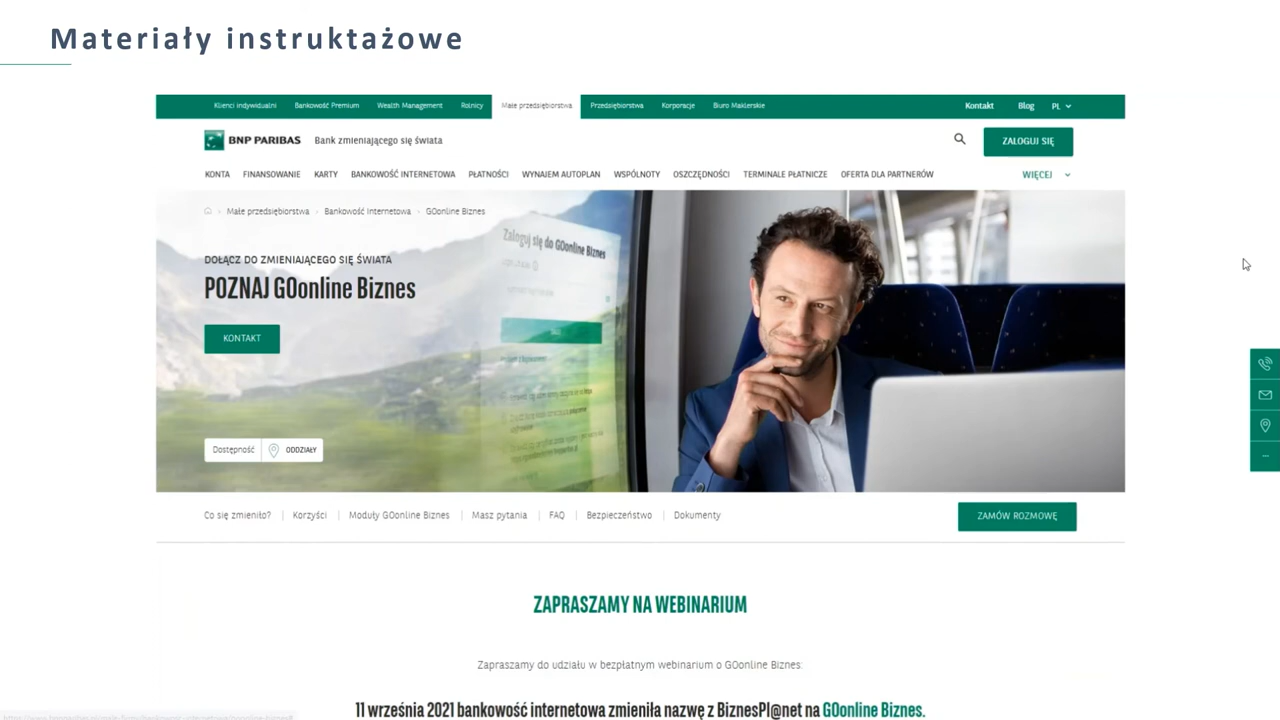 Materiały instruktażowe
Klienci indywidualni Bankowość Premium Wealth Management Rolnicy Małe przedsiębiorstwa Przedsiębiorstwa Korporacje Biuro Maklerskie Kontakt Blog PL
BNP PARIBAS Bank zmieniającego się świata ZALOGUJ SIĘ
KONTA FINANSOWANIE KARTY BANKOWOŚĆ INTERNETOWA PŁATNOŚCI WYNAJEM AUTOPLAN WSPÓLNOTY OSZCZĘDNOŚCI TERMINALE PŁATNICZE OFERTA DLA PARTNERÓW WIĘCEJ
Małe przedsiębiorstwa > Bankowość Internetowa > GOonline Biznes
Zaloguj się do GOonline Biznes
DOŁĄCZ DO ZMIENIAJĄCEGO SIĘ ŚWIATA
POZNAJ GOonline Biznes
KONTAKT
Dostępność ODDZIAŁY
Co się zmieniło? | Korzyści | Moduły GOonline Biznes | Masz pytania | FAQ | Bezpieczeństwo | Dokumenty ZAMÓW ROZMOWĘ
ZAPRASZAMY NA WEBINARIUM
Zapraszamy do udziału w bezpłatnym webinarium o GOonline Biznes:
11 września 2021 bankowość internetowa zmieniła nazwę z BiznesPl@net na GOonline Biznes.